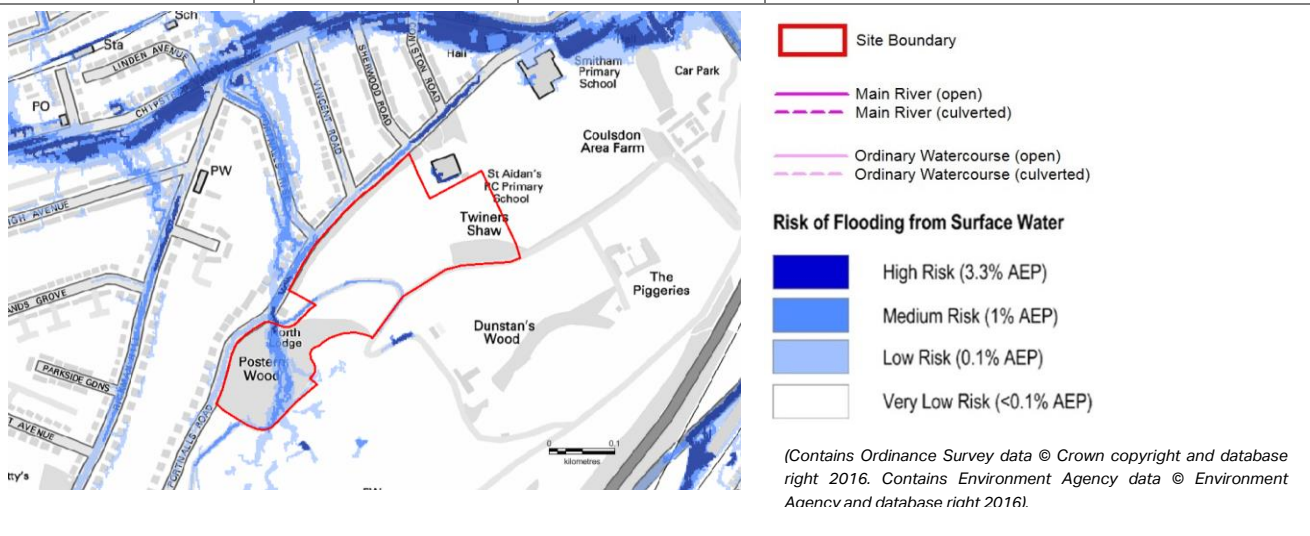 Sch
Sta
LINDEN AVENUE
PO
CHIPST
VINCENT ROAD
SHERWOOD ROAD
Hall
Smitham
Primary
School
Car Park
Coulsdon
Area Farm
PW
St Aidan's
RC Primary
School
Twiners
Shaw
The
Piggeries
Dunstan's
Wood
North
Lodge
Postern
Wood
PARKSIDE GDNS
PORTNALLS ROAD
0 0.1
kilometres
Site Boundary
Main River (open)
Main River (culverted)
Ordinary Watercourse (open)
Ordinary Watercourse (culverted)
Risk of Flooding from Surface Water
High Risk (3.3% AEP)
Medium Risk (1% AEP)
Low Risk (0.1% AEP)
Very Low Risk (<0.1% AEP)
(Contains Ordinance Survey data © Crown copyright and database
right 2016. Contains Environment Agency data © Environment
Agency and database right 2016).